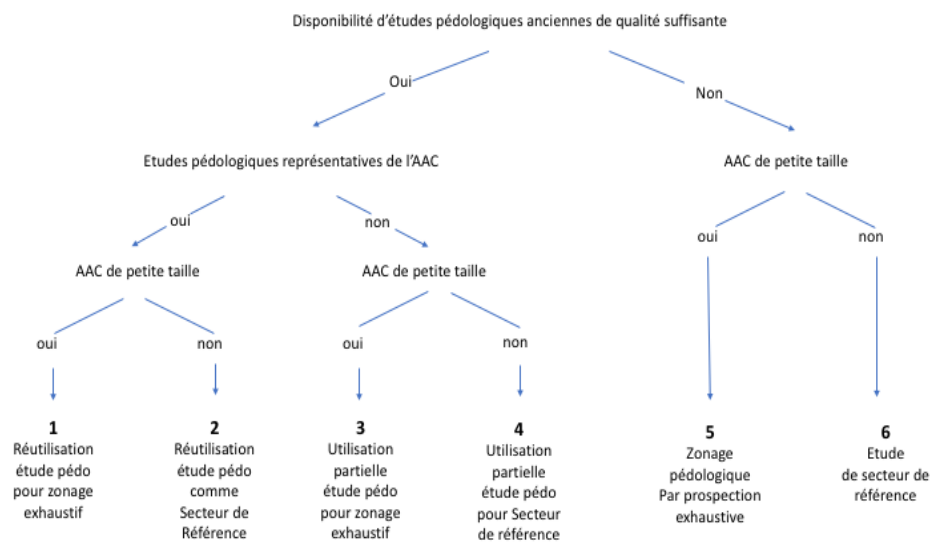 Disponibilité d'études pédologiques anciennes de qualité suffisante
Oui
Non
Etudes pédologiques représentatives de l'AAC
AAC de petite taille
oui
non
oui
non
AAC de petite taille
AAC de petite taille
oui
non
oui
non
1
Réutilisation
étude pédo
pour zonage
exhaustif
2
Réutilisation
étude pédo
comme
Secteur de
Référence
3
Utilisation
partielle
étude pédo
pour zonage
exhaustif
4
Utilisation
partielle
étude pédo
pour Secteur
de référence
5
Zonage
pédologique
Par prospection
exhaustive
6
Etude
de secteur de
référence